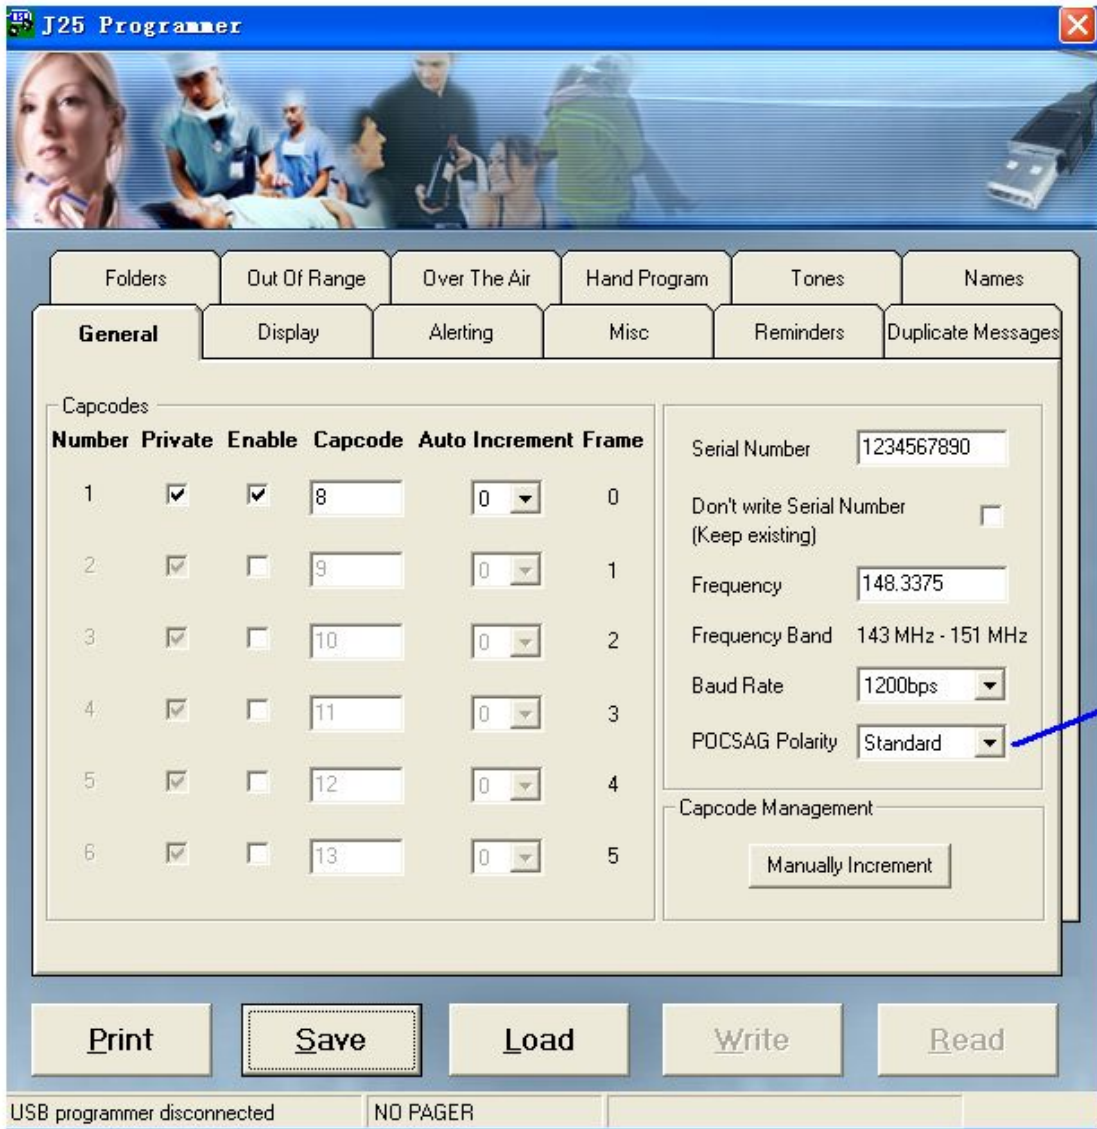 J25 Programmer
Folders Out Of Range Over The Air Hand Program Tones Names
General Display Alerting Misc Reminders Duplicate Messages
Capcodes
Number Private Enable Capcode Auto Increment Frame
1 8 0 0
2 9 0 1
3 10 0 2
4 11 0 3
5 12 0 4
6 13 0 5
Serial Number 1234567890
Don't write Serial Number
(Keep existing)
Frequency 148.3375
Frequency Band 143 MHz - 151 MHz
Baud Rate 1200bps
POCSAG Polarity Standard
Capcode Management
Manually Increment
Print Save Load Write Read
USB programmer disconnected NO PAGER